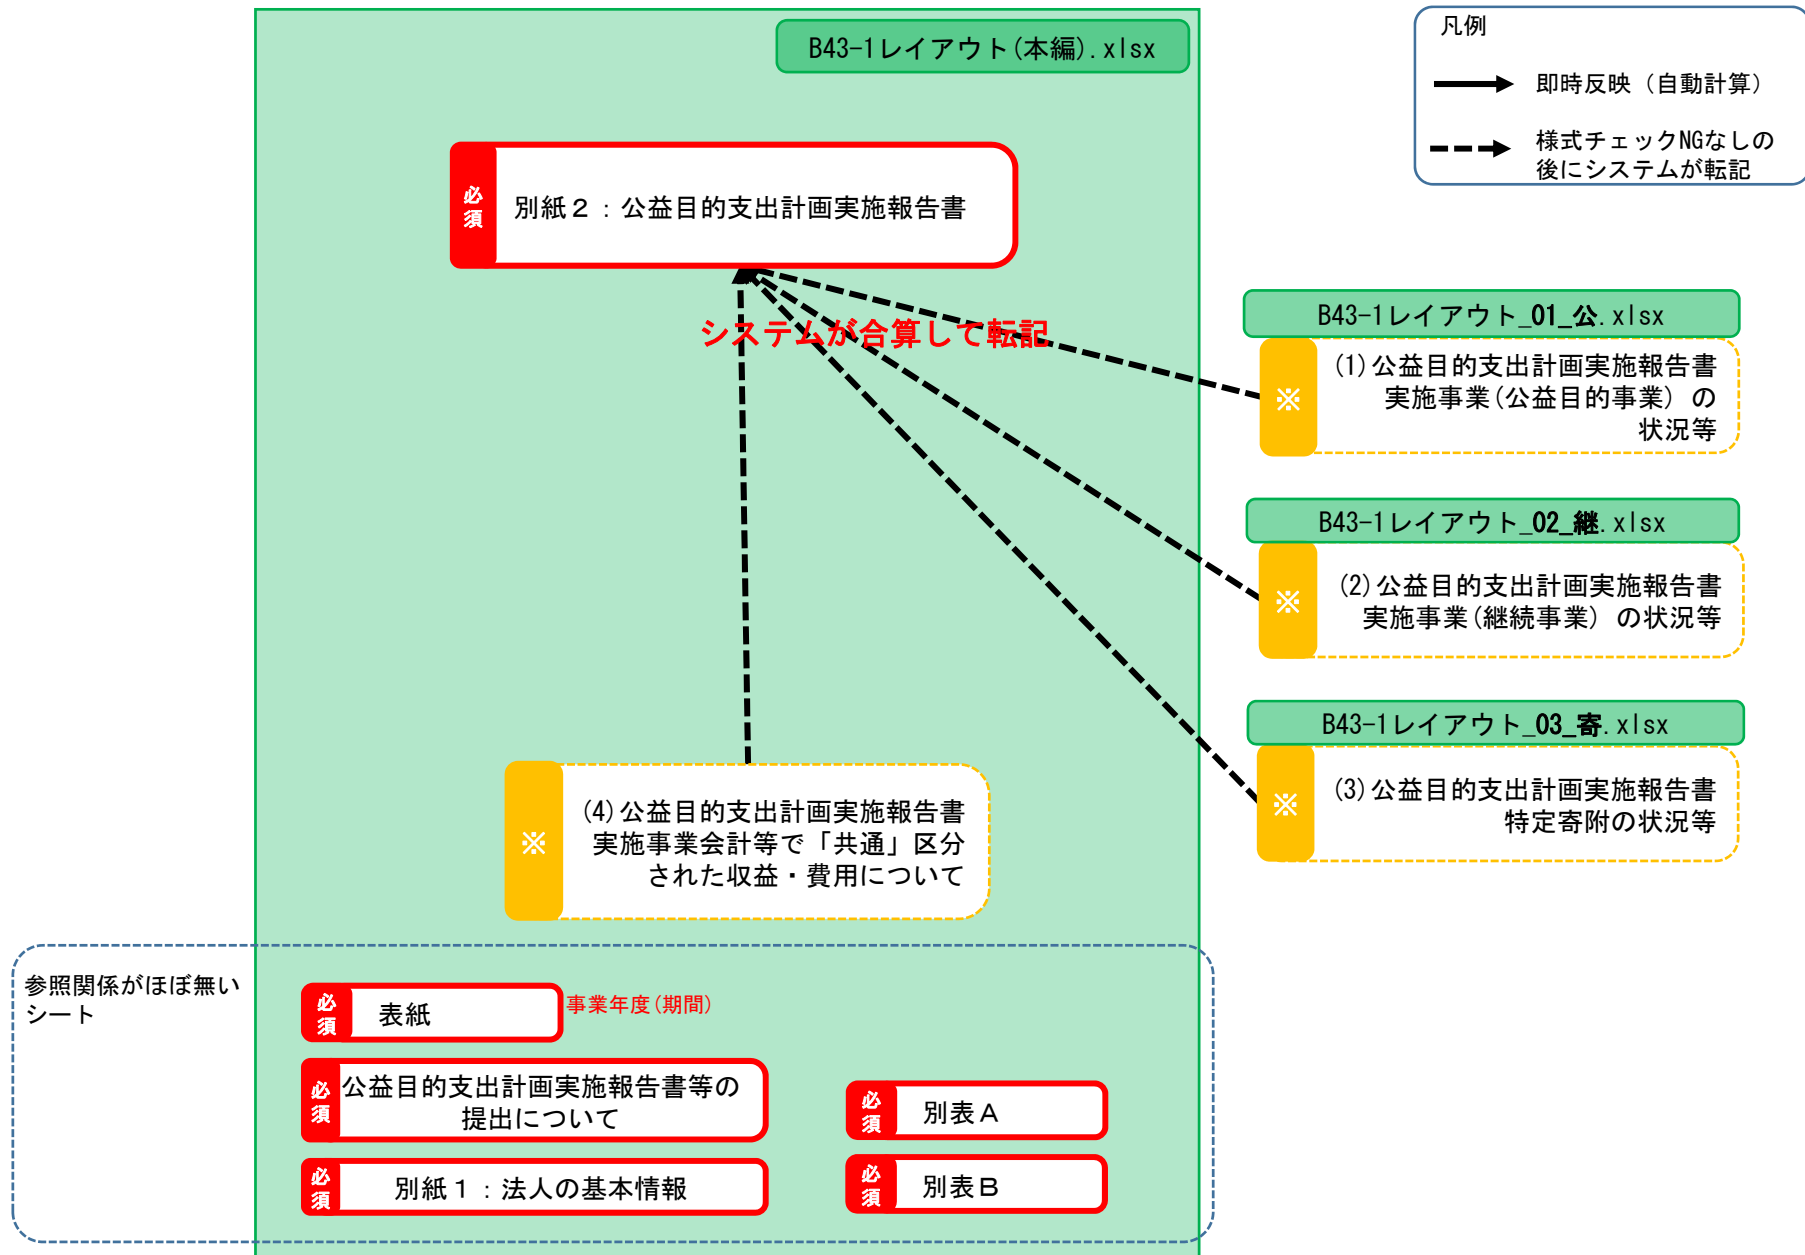 B43-1レイアウト(本編).xlsx
凡例
即時反映（自動計算）
様式チェックNGなしの
後にシステムが転記
必須
別紙２：公益目的支出計画実施報告書
システムが合算して転記
B43-1レイアウト_01_公.xlsx
※
(1)公益目的支出計画実施報告書
実施事業(公益目的事業) の
状況等
B43-1レイアウト_02_継.xlsx
※
(2)公益目的支出計画実施報告書
実施事業(継続事業) の状況等
B43-1レイアウト_03_寄.xlsx
※
(3)公益目的支出計画実施報告書
特定寄附の状況等
※
(4)公益目的支出計画実施報告書
実施事業会計等で「共通」区分
された収益・費用について
参照関係がほぼ無い
シート
必須
表紙
事業年度(期間)
必須
公益目的支出計画実施報告書等の
提出について
必須
別表Ａ
必須
別紙１：法人の基本情報
必須
別表Ｂ